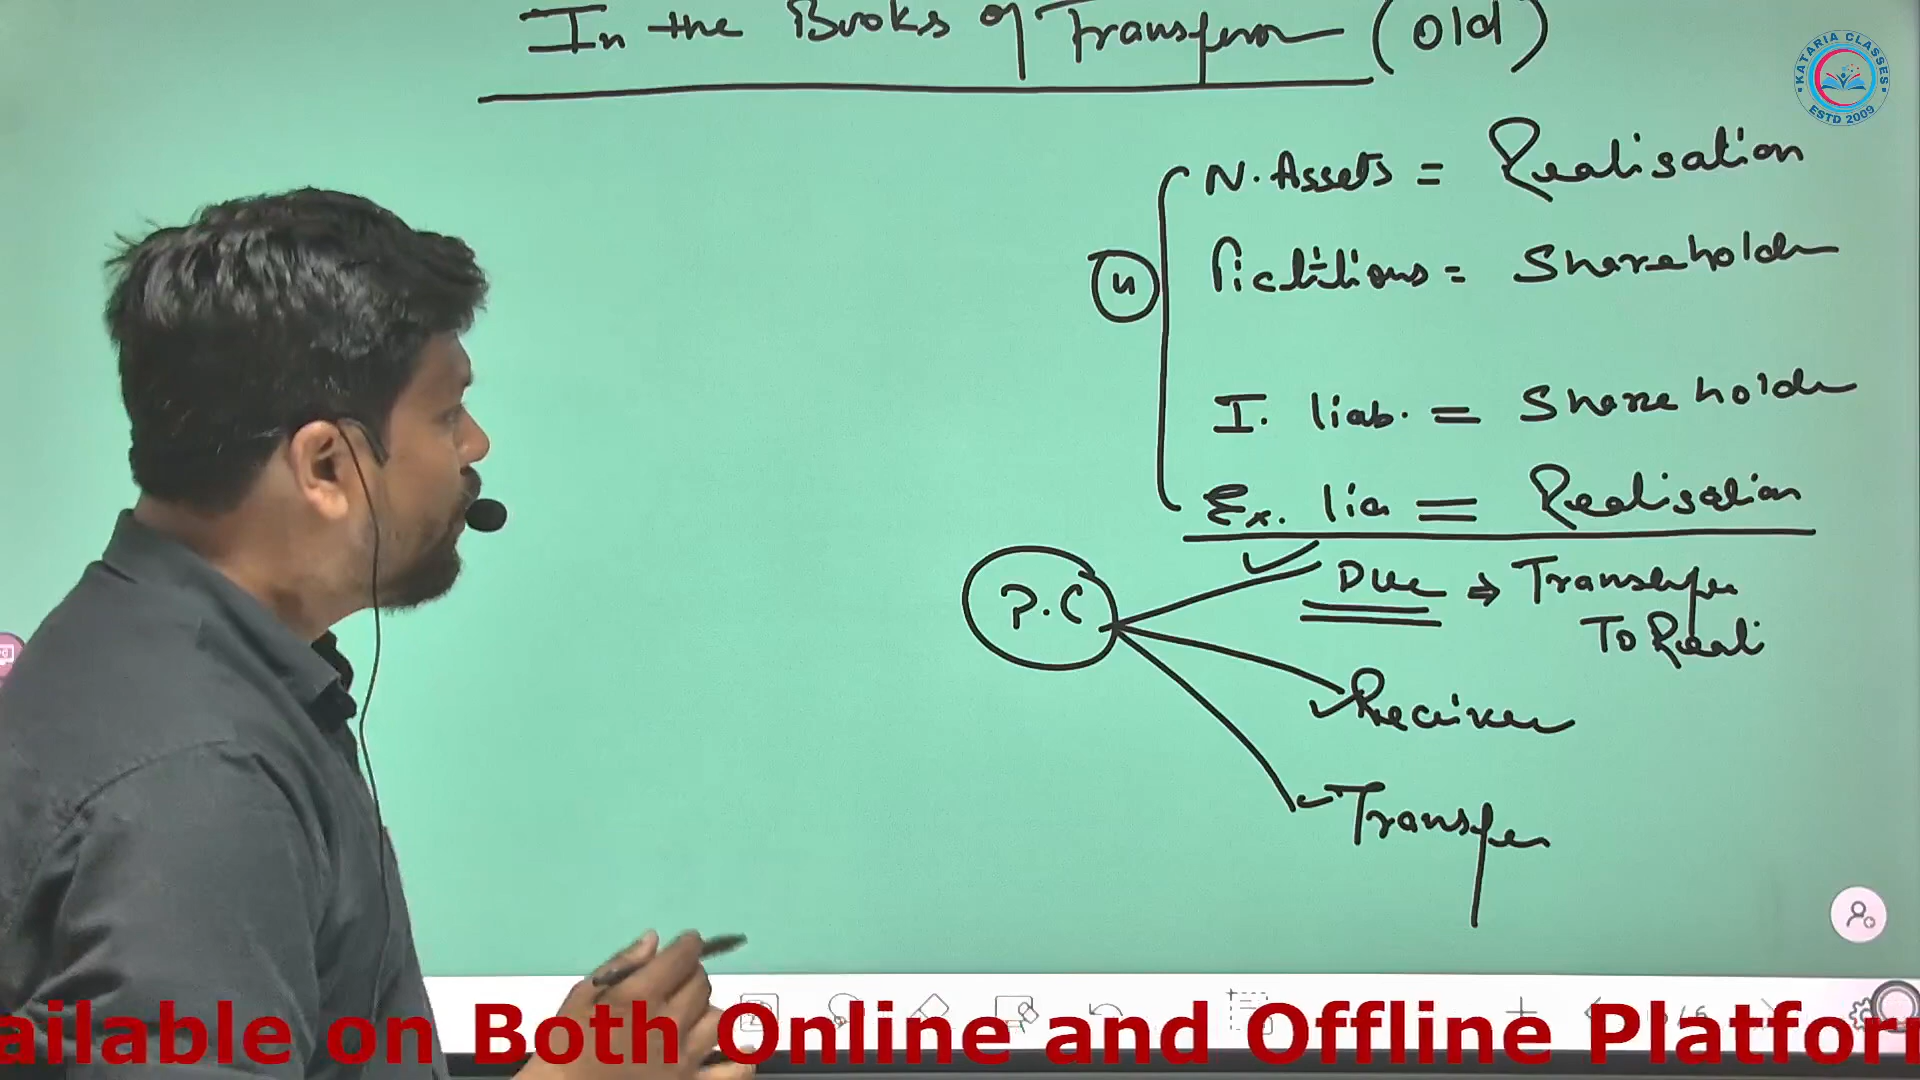 In the Books of Transferor (old)
KATARIA CLASSES
ESTD 2009
N. Assets = Realisation
Fictitious = Shareholder
4
I. liab. = Shareholder
Ex. lia = Realisation
P.C
Due ⇒ Transfer
To Reali
Receive
Transfer
ailable on Both Online and Offline Platfor